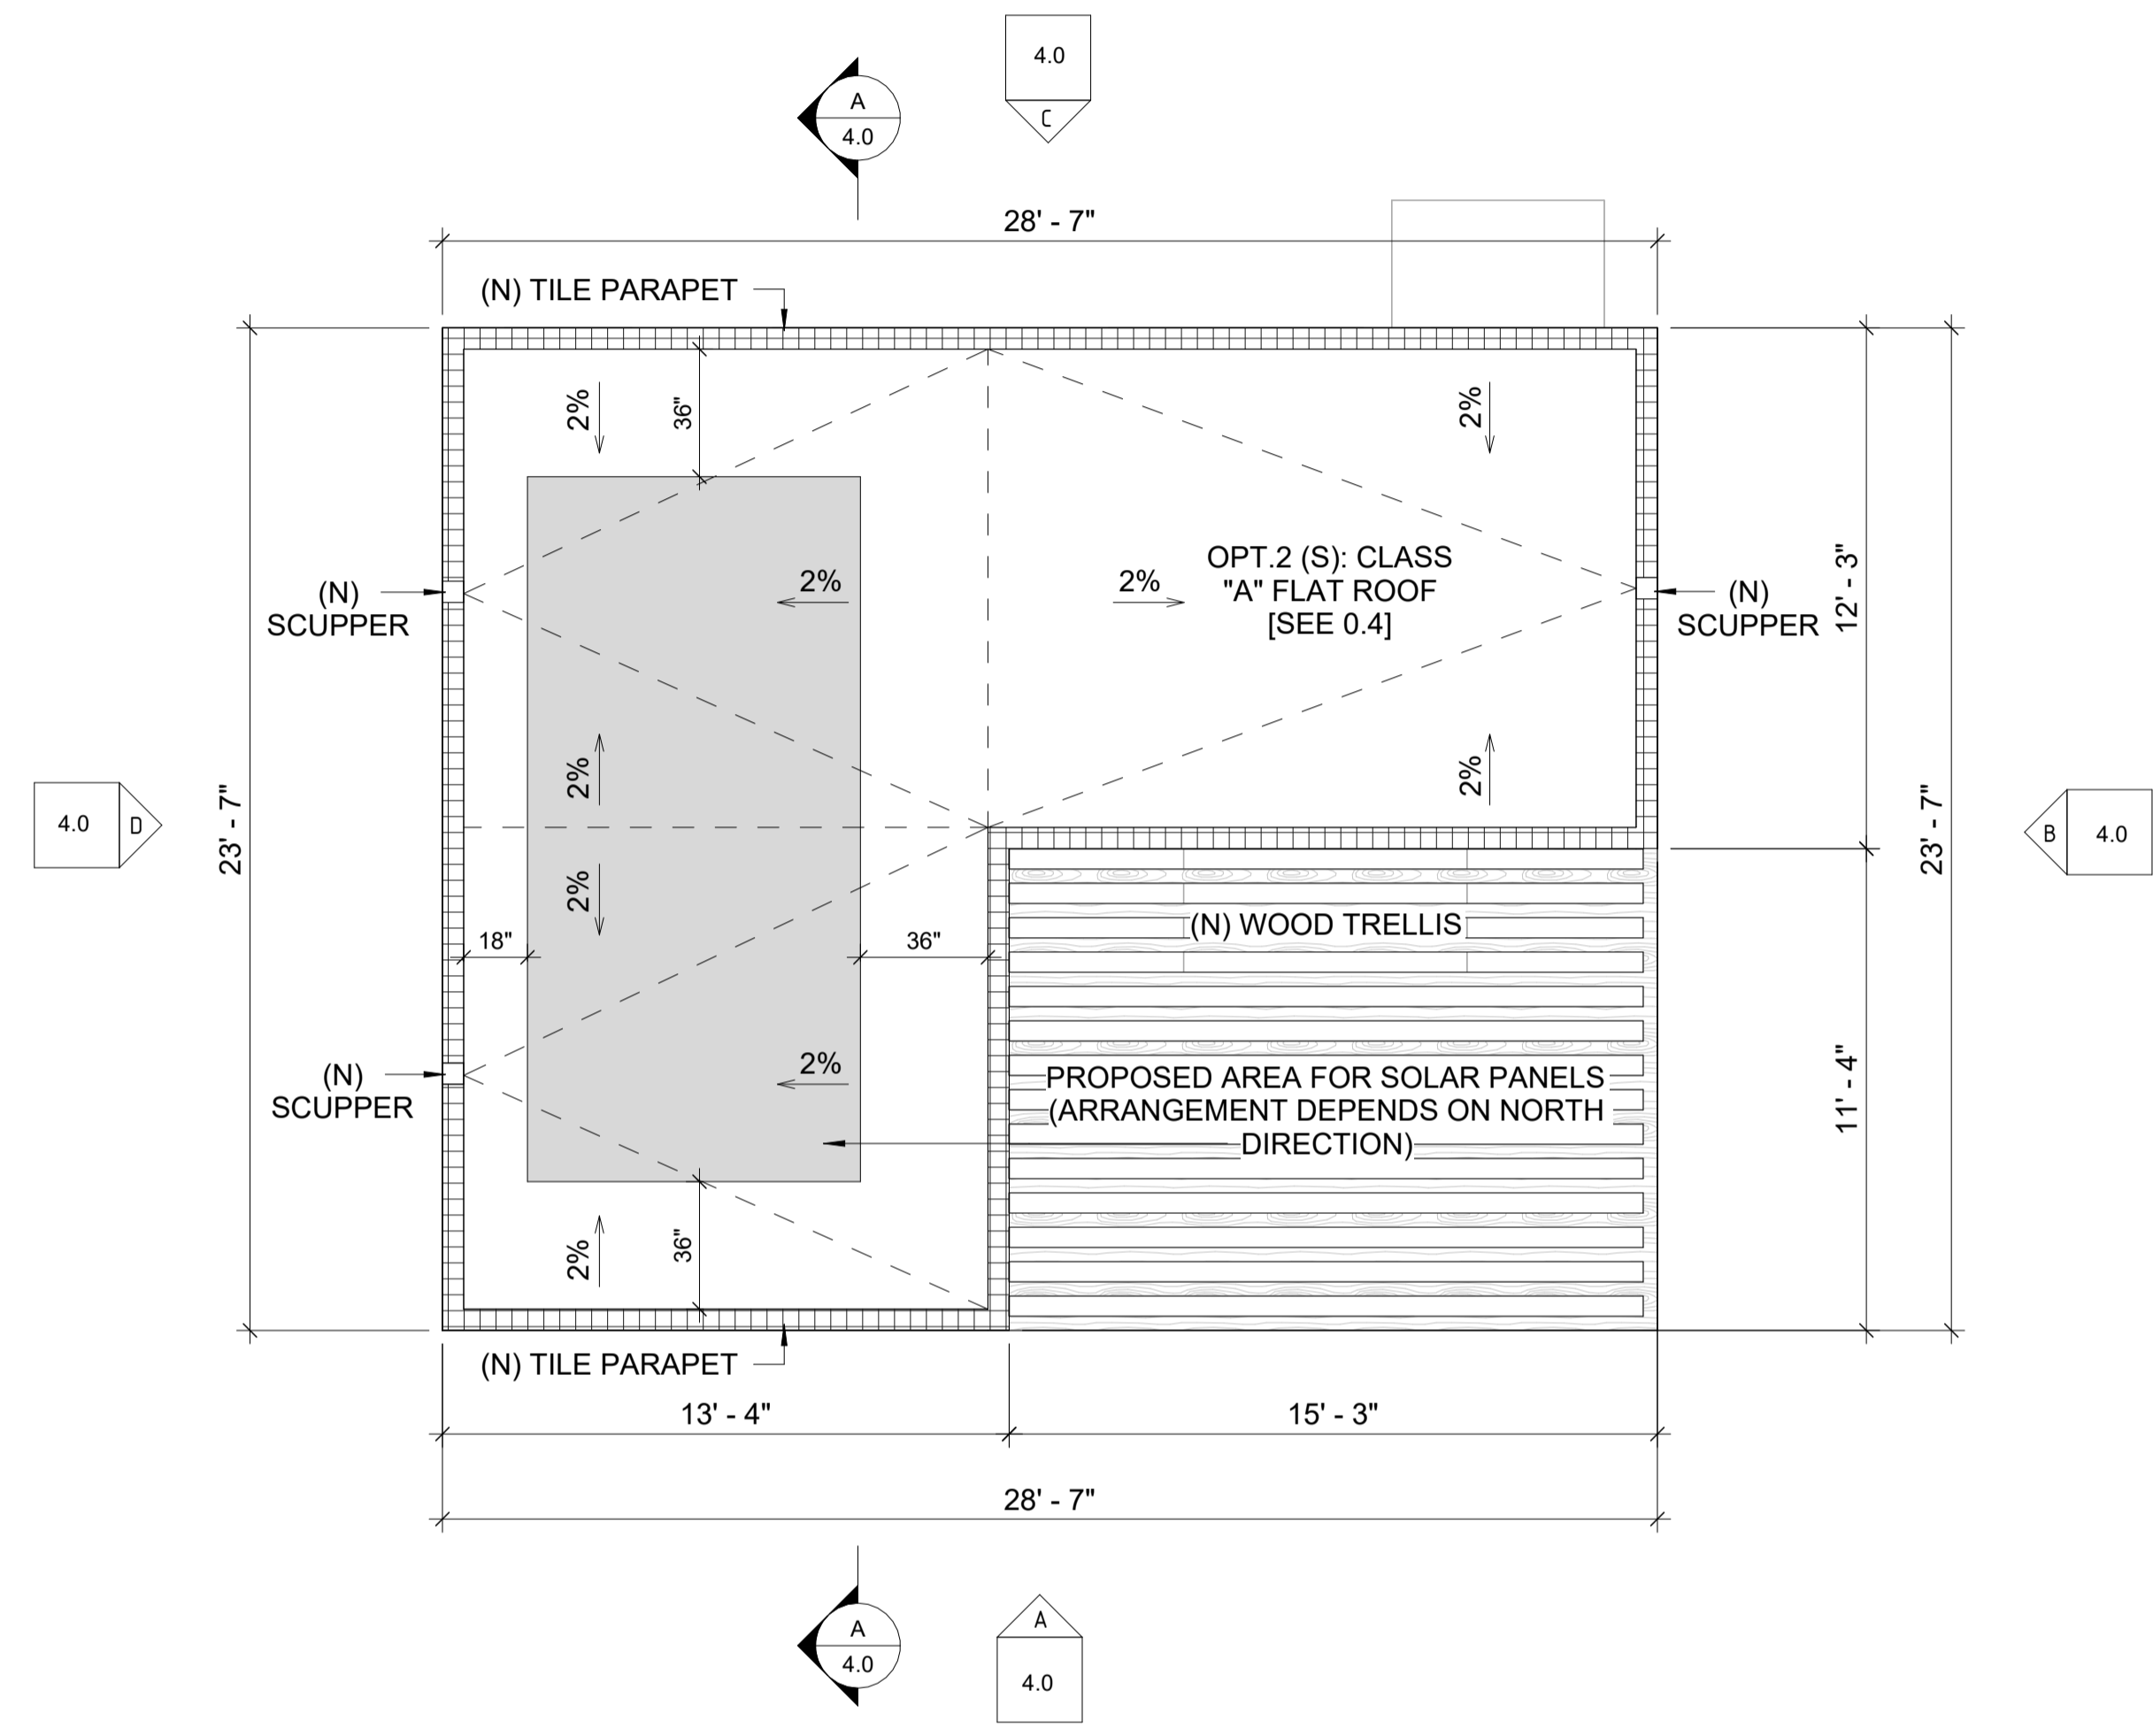 4.0
C
A
4.0
28' - 7"
(N) TILE PARAPET
2%
36"
2%
OPT.2 (S): CLASS
"A" FLAT ROOF
[SEE 0.4]
2%
2%
(N)
SCUPPER
(N)
SCUPPER
12' - 3"
2%
2%
23' - 7"
4.0
D
23' - 7"
B
4.0
2%
18"
36"
(N) WOOD TRELLIS
2%
(N)
SCUPPER
PROPOSED AREA FOR SOLAR PANELS
(ARRANGEMENT DEPENDS ON NORTH
DIRECTION)
11' - 4"
2%
36"
(N) TILE PARAPET
13' - 4"
15' - 3"
28' - 7"
A
4.0
A
4.0